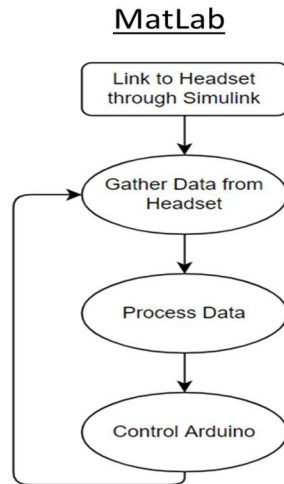 MatLab
Link to Headset
through Simulink
Gather Data from
Headset
Process Data
Control Arduino